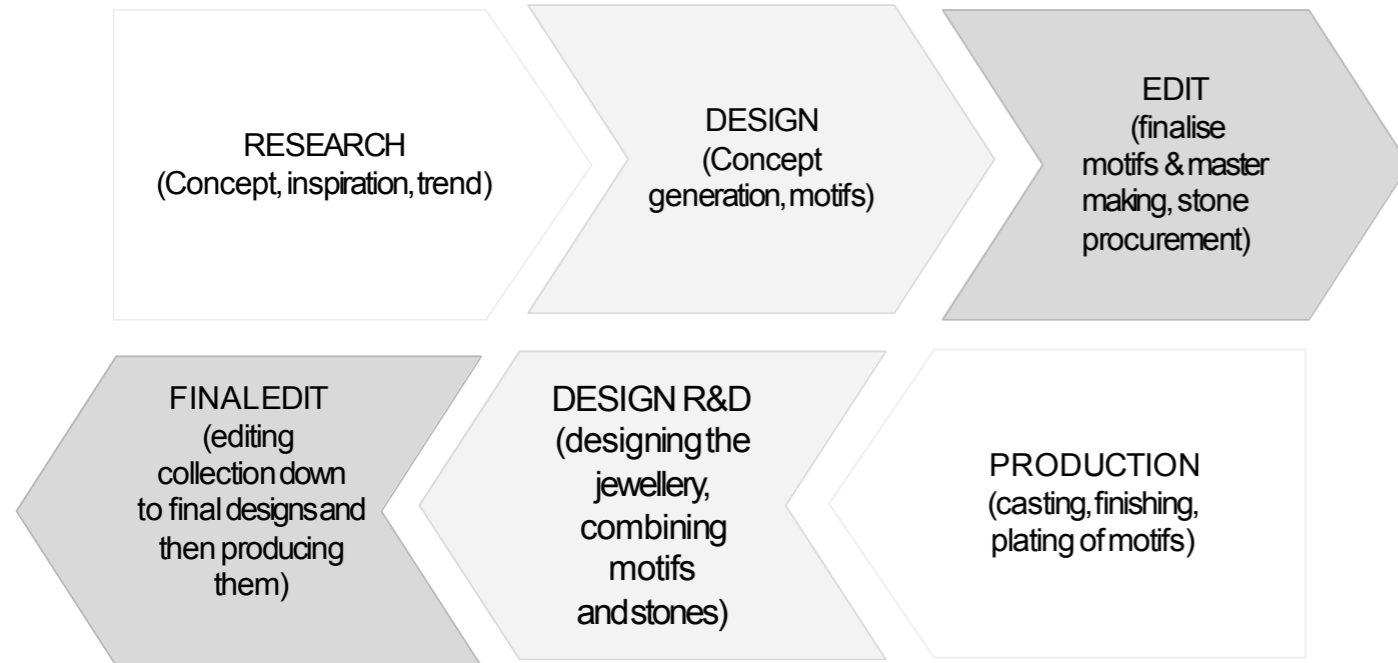 RESEARCH
(Concept, inspiration, trend)
DESIGN
(Concept
generation, motifs)
EDIT
(finalise
motifs & master
making, stone
procurement)
PRODUCTION
(casting, finishing,
plating of motifs)
DESIGN R&D
(designing the
jewellery,
combining
motifs
and stones)
FINAL EDIT
(editing
collection down
to final designs and
then producing
them)